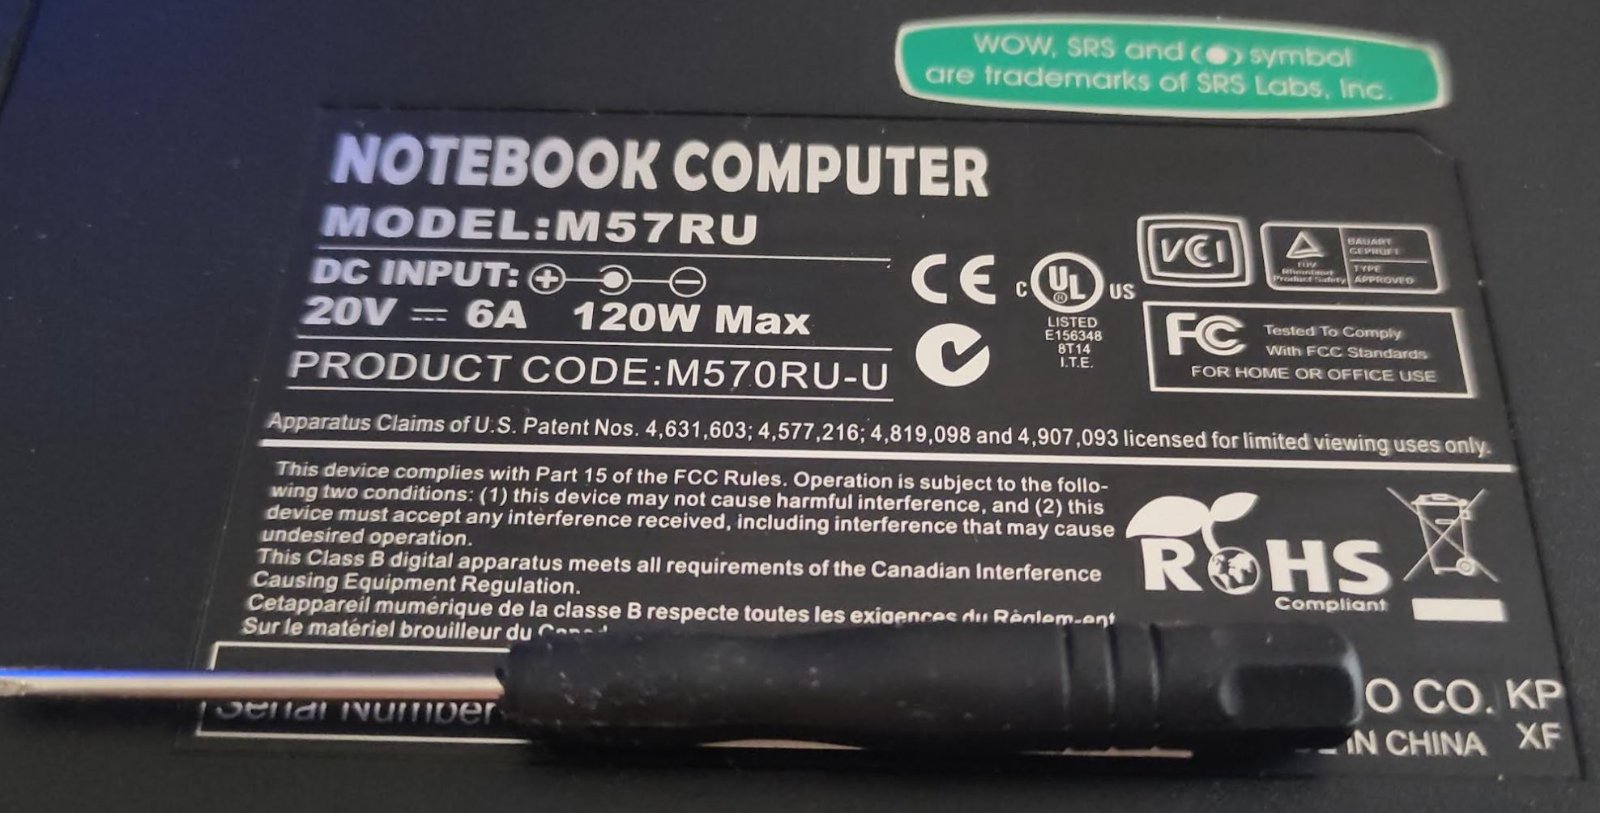 WOW, SRS and (●) symbol
are trademarks of SRS Labs, Inc.
NOTEBOOK COMPUTER
MODEL:M57RU
DC INPUT:
20V 6A 120W Max
PRODUCT CODE:M570RU-U
CE
C UL ® US
LISTED
E156348
8T14
I.T.E.
VCI
TÜV
Rheinland
Product Safety
BAUART
GEPRÜFT
TYPE
APPROVED
FC
Tested To Comply
With FCC Standards
FOR HOME OR OFFICE USE
Apparatus Claims of U.S. Patent Nos. 4,631,603; 4,577,216; 4,819,098 and 4,907,093 licensed for limited viewing uses only.
This device complies with Part 15 of the FCC Rules. Operation is subject to the follo-
wing two conditions: (1) this device may not cause harmful interference, and (2) this
device must accept any interference received, including interference that may cause
undesired operation.
This Class B digital apparatus meets all requirements of the Canadian Interference
Causing Equipment Regulation.
Cetappareil mumérique de la classe B respecte toutes les exigences du Règlem-ent
Sur le matériel brouilleur du
RoHS
Compliant
Serial Number
O CO. KP
IN CHINA XF